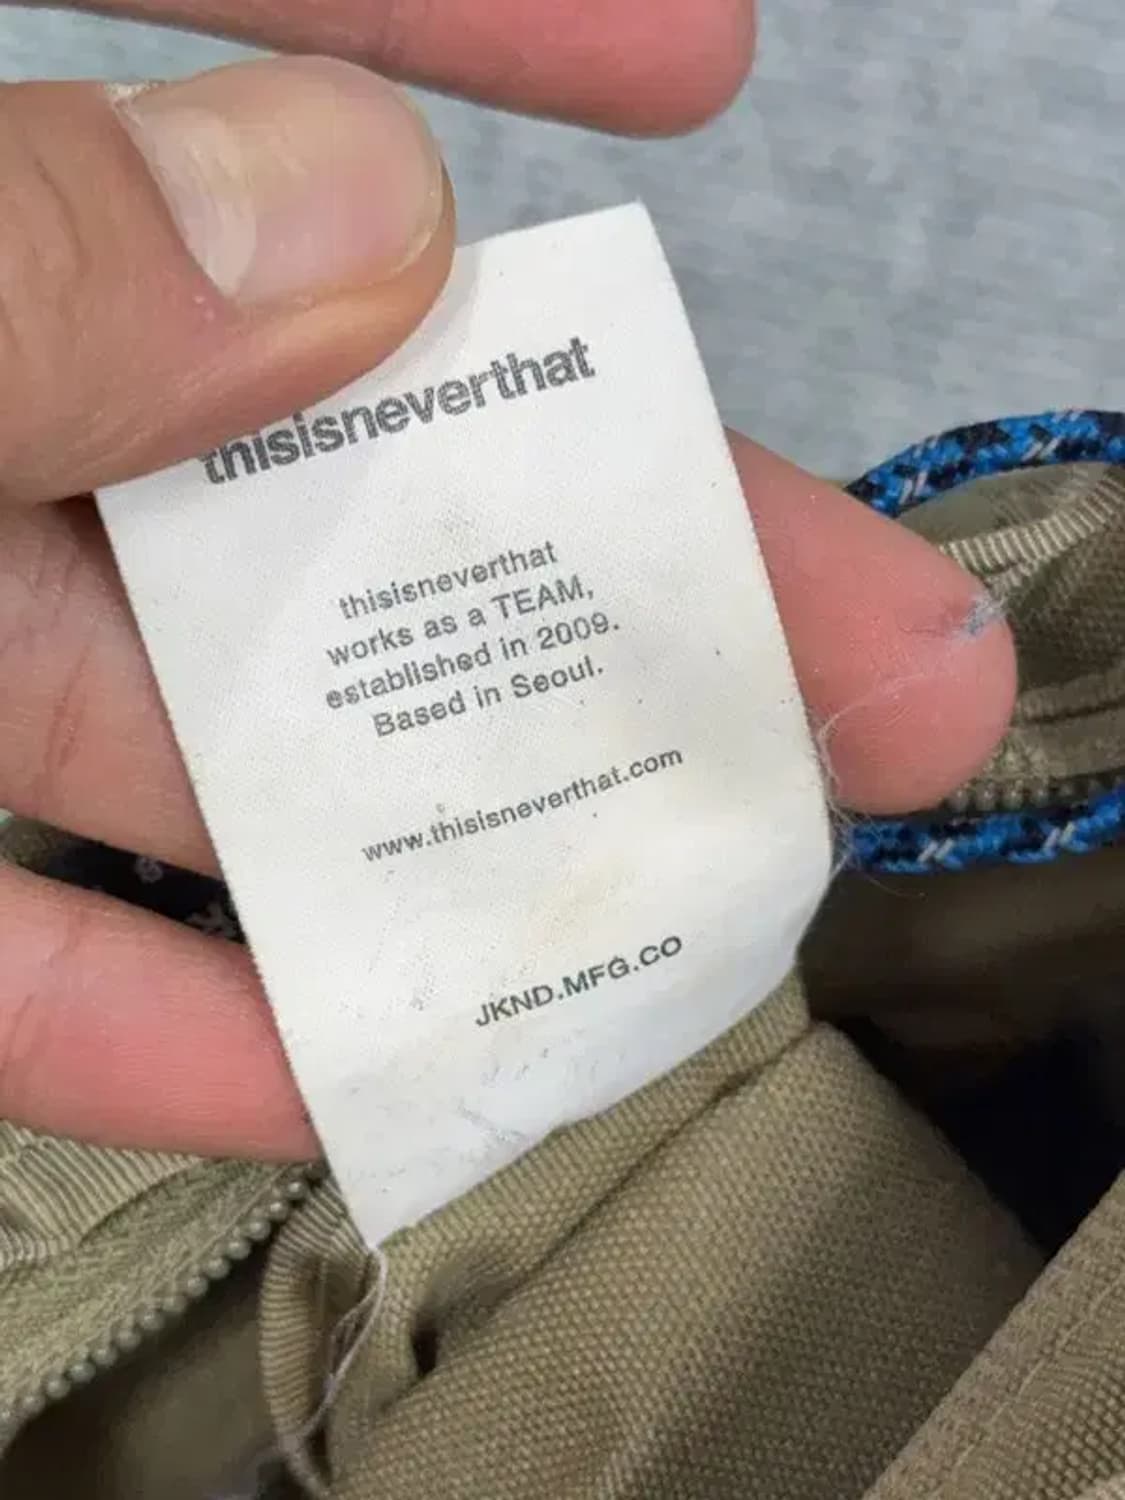 thisisneverthat
thisisneverthat
works as a TEAM,
established in 2009.
Based in Seoul.
www.thisisneverthat.com
JKND.MFG.CO